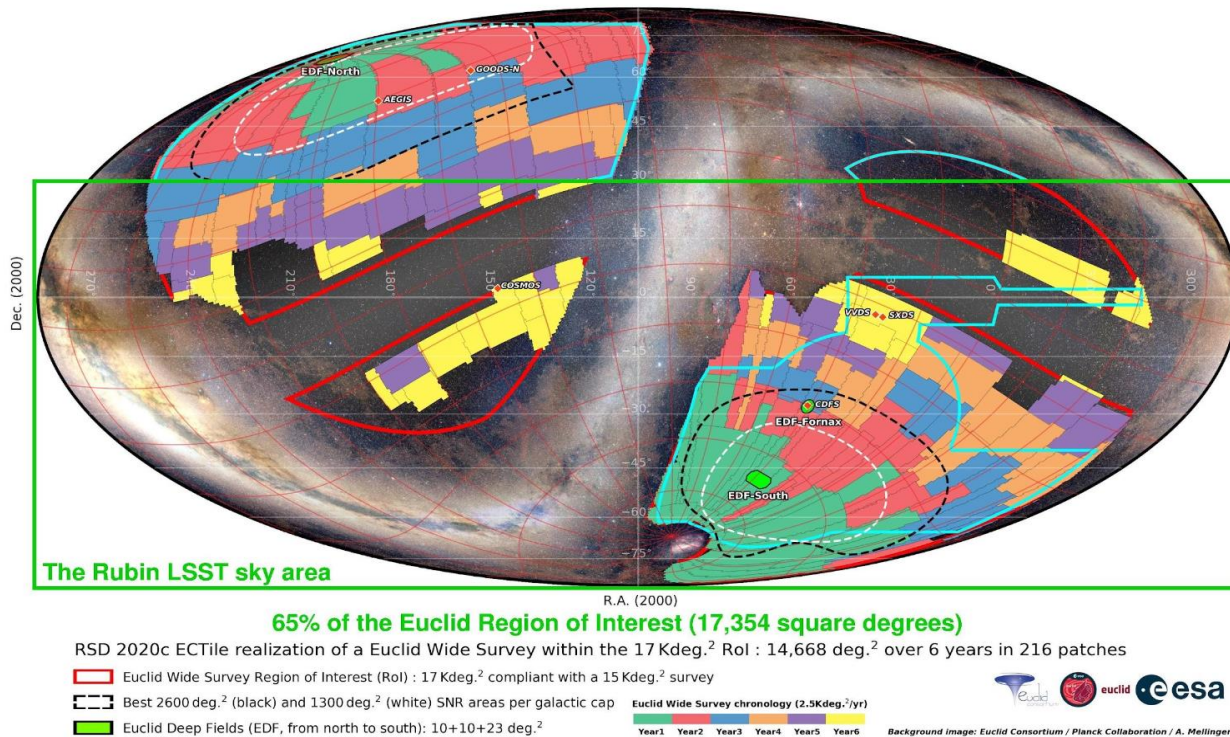 EDF-North
GOODS-N
AEGIS
60°
45°
30°
15°
0°
270°
210°
180°
150°
120°
90°
60°
0
300°
COSMOS
VVDS
SXDS
-15°
-30°
CDFS
EDF-Fornax
-45°
EDF-South
-60°
-75°
Dec. (2000)
The Rubin LSST sky area
R.A. (2000)
65% of the Euclid Region of Interest (17,354 square degrees)
RSD 2020c ECTile realization of a Euclid Wide Survey within the 17 Kdeg.² RoI : 14,668 deg.² over 6 years in 216 patches
Euclid Wide Survey Region of Interest (RoI) : 17 Kdeg.² compliant with a 15 Kdeg.² survey
Best 2600 deg.² (black) and 1300 deg.² (white) SNR areas per galactic cap
Euclid Deep Fields (EDF, from north to south): 10+10+23 deg.²
Euclid Wide Survey chronology (2.5Kdeg.²/yr)
Year1 Year2 Year3 Year4 Year5 Year6
euclid
euclid
esa
Background image: Euclid Consortium / Planck Collaboration / A. Mellinger